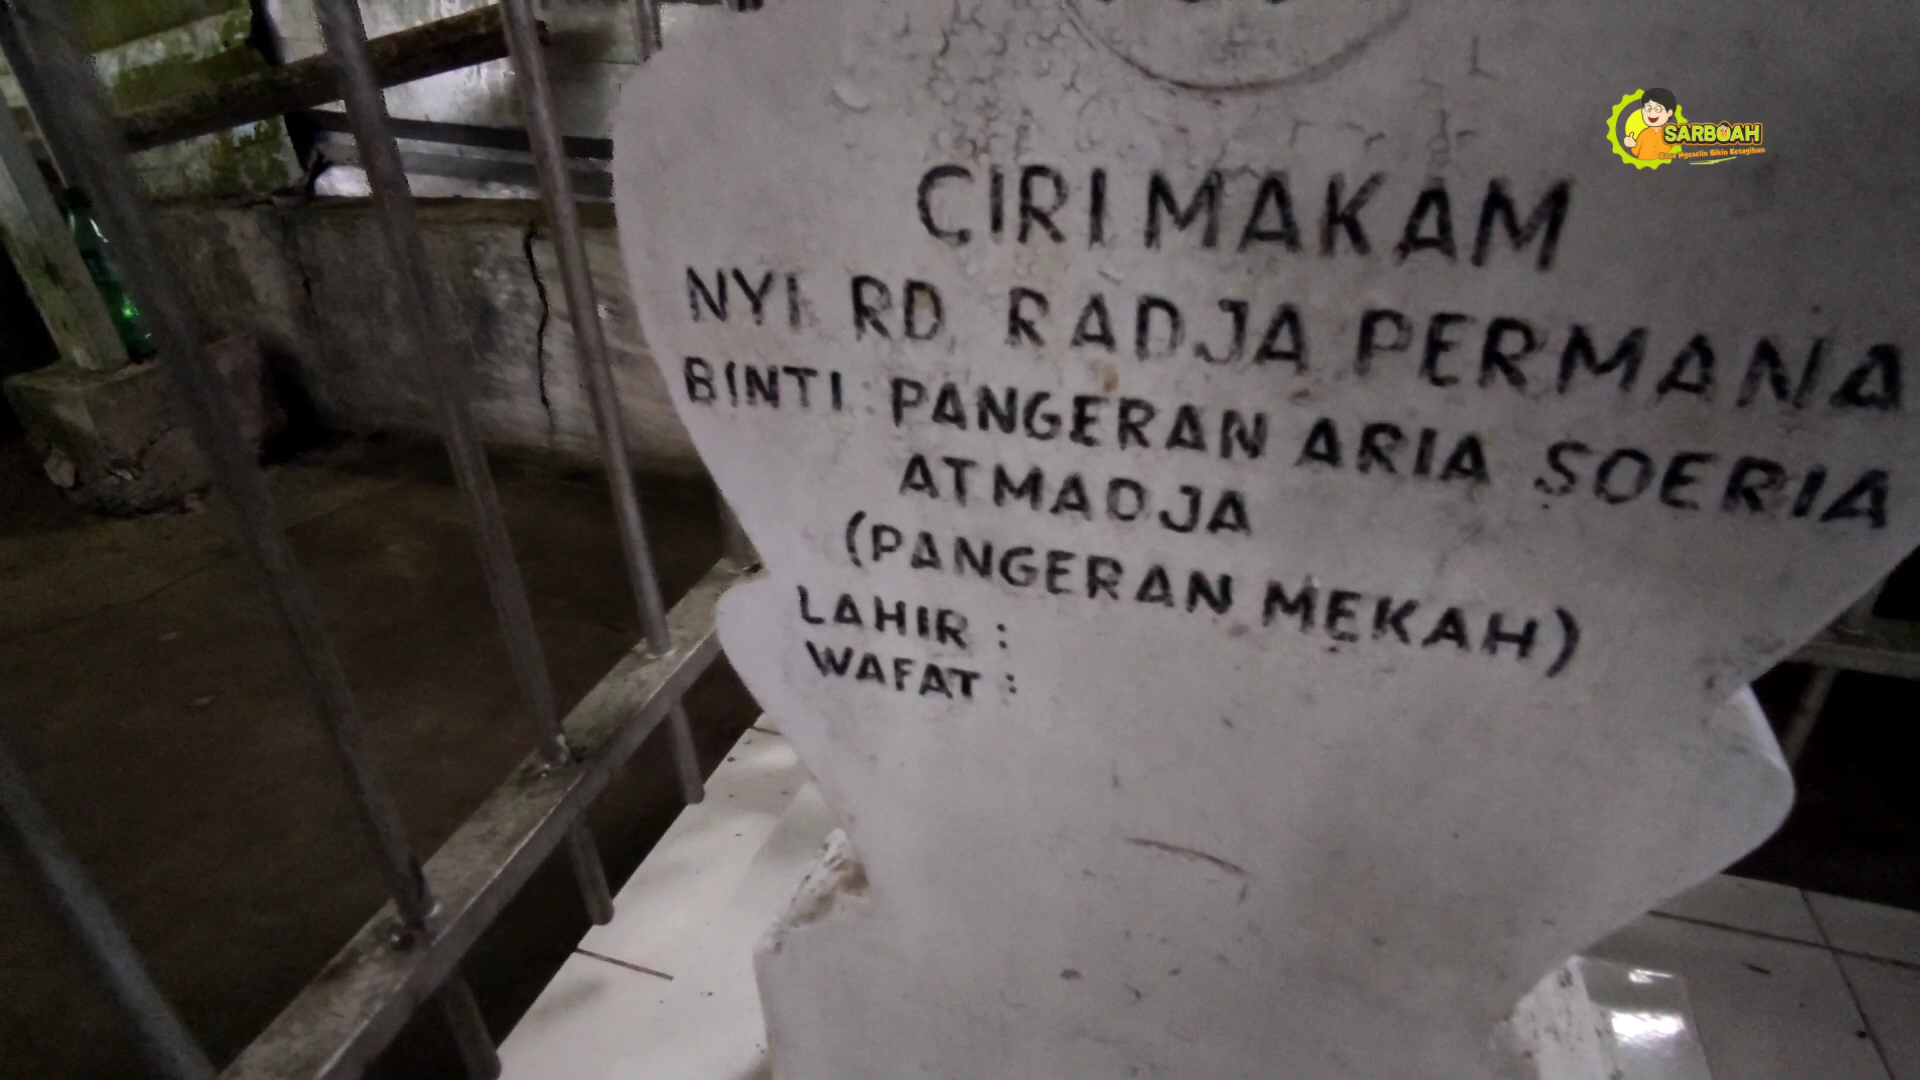 SARBOAH
CIRI MAKAM
NYI. RD. RADJA PERMANA
BINTI : PANGERAN ARIA SOERIA
ATMADJA
(PANGERAN MEKAH)
LAHIR :
WAFAT :